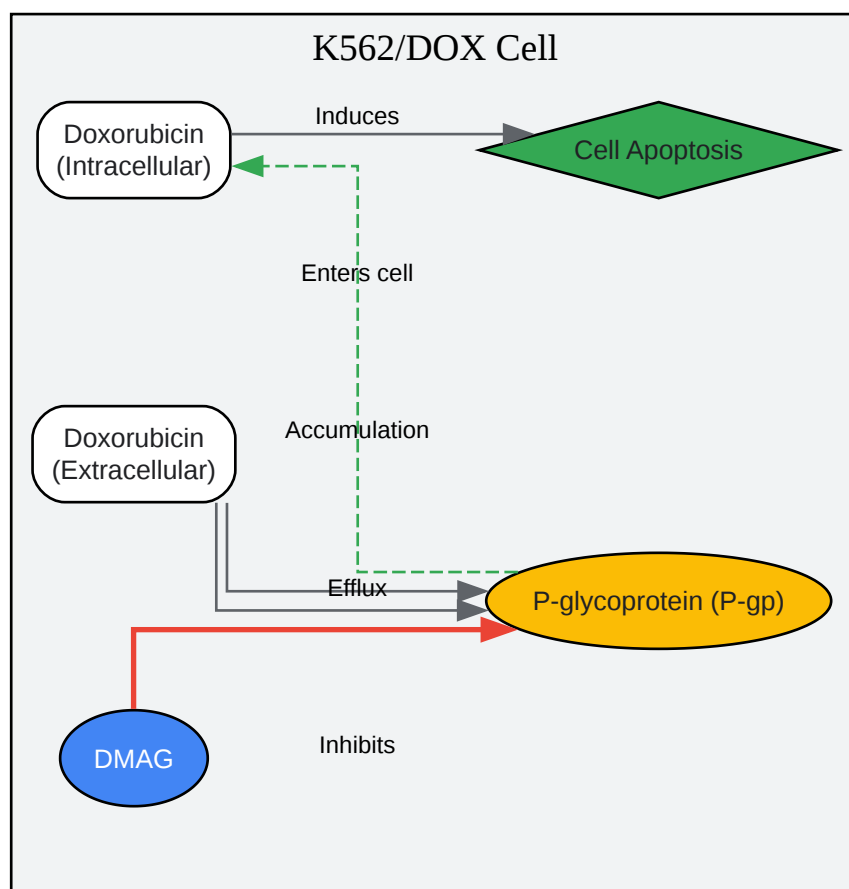 K562/DOX Cell
Induces
Doxorubicin
(Intracellular)
Cell Apoptosis
Enters cell
Accumulation
Doxorubicin
(Extracellular)
Efflux
P-glycoprotein (P-gp)
DMAG
Inhibits